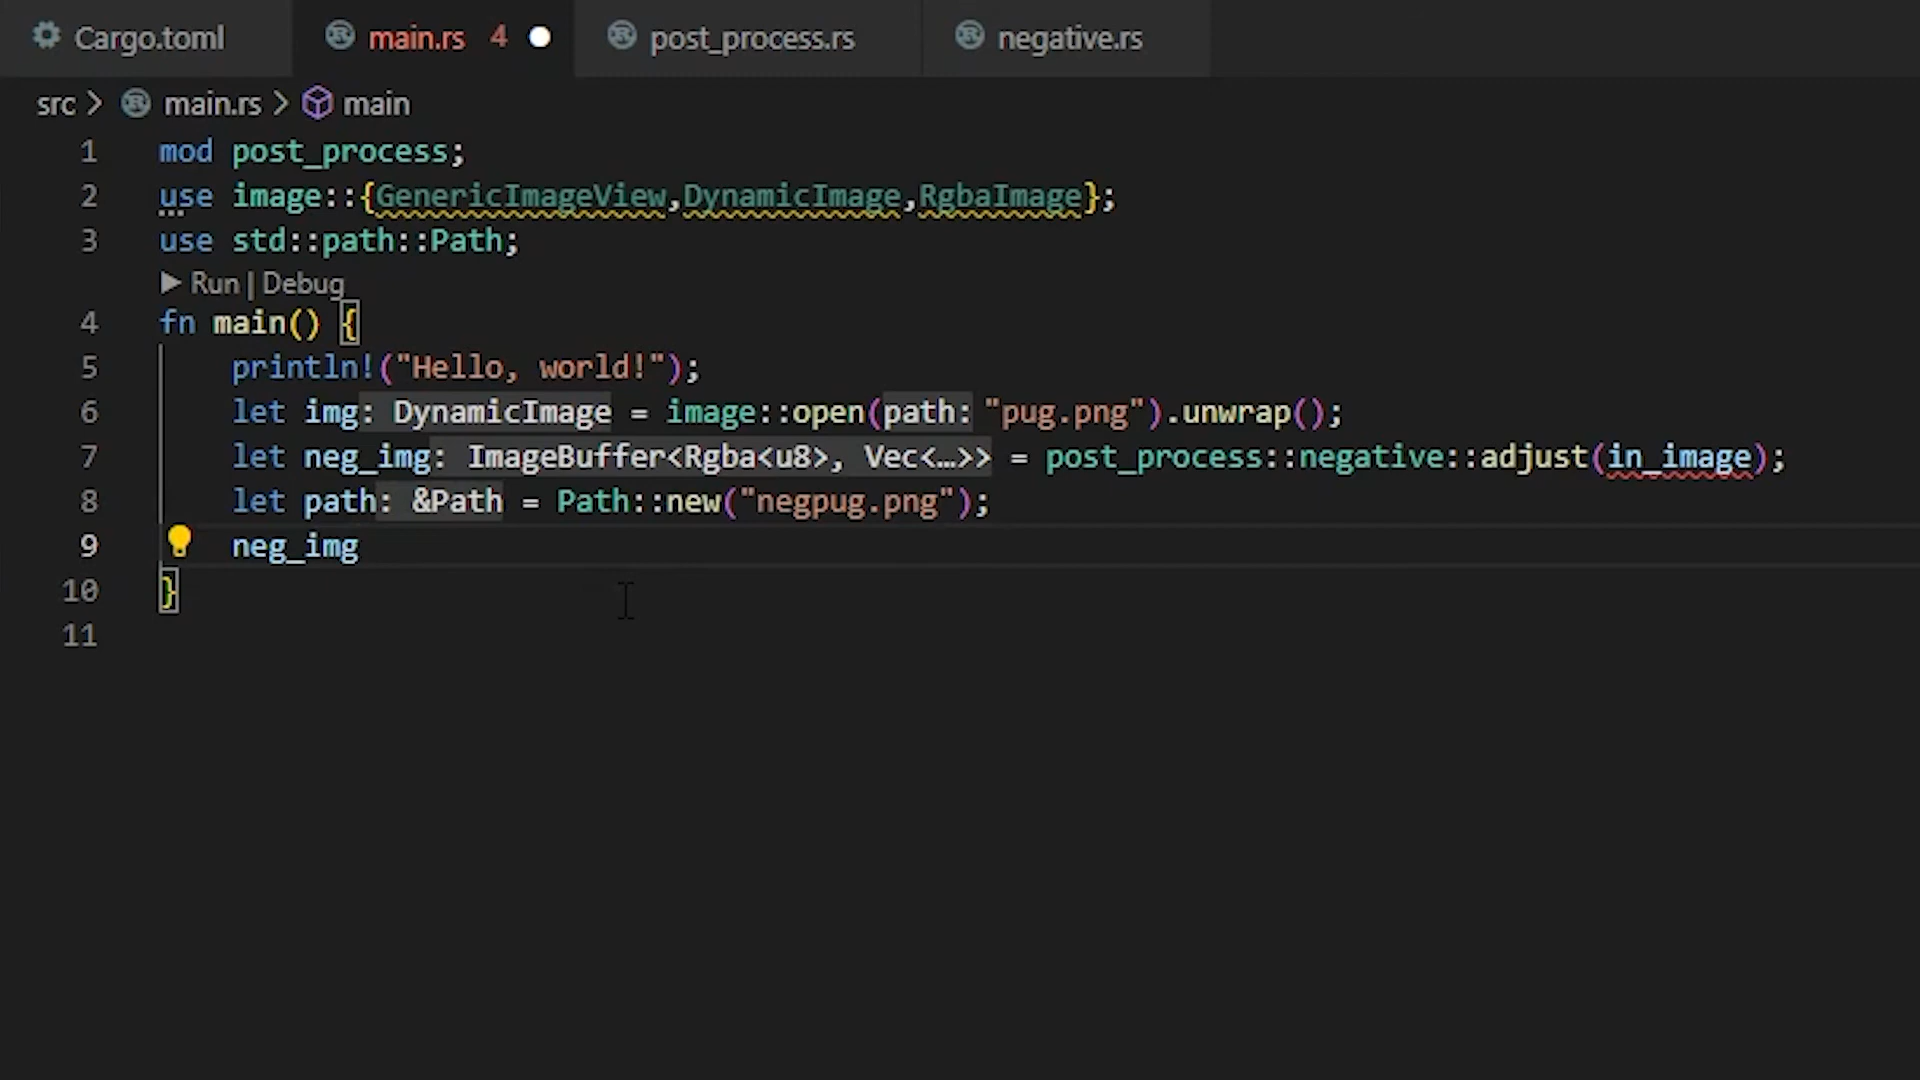 Cargo.toml main.rs 4 post_process.rs negative.rs
src > main.rs > main
1 mod post_process;
2 use image::{GenericImageView,DynamicImage,RgbaImage};
3 use std::path::Path;
▶ Run | Debug
4 fn main() {
5 println!("Hello, world!");
6 let img: DynamicImage = image::open(path: "pug.png").unwrap();
7 let neg_img: ImageBuffer<Rgba<u8>, Vec<…>> = post_process::negative::adjust(in_image);
8 let path: &Path = Path::new("negpug.png");
9 neg_img
10 }
11